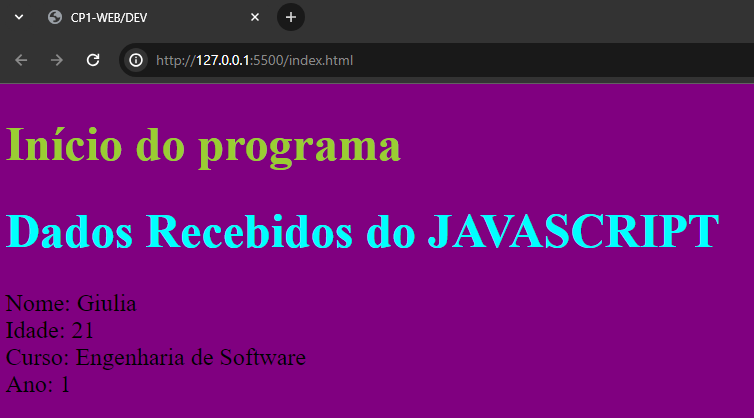 CP1-WEB/DEV
http://127.0.0.1:5500/index.html
Início do programa
Dados Recebidos do JAVASCRIPT
Nome: Giulia
Idade: 21
Curso: Engenharia de Software
Ano: 1